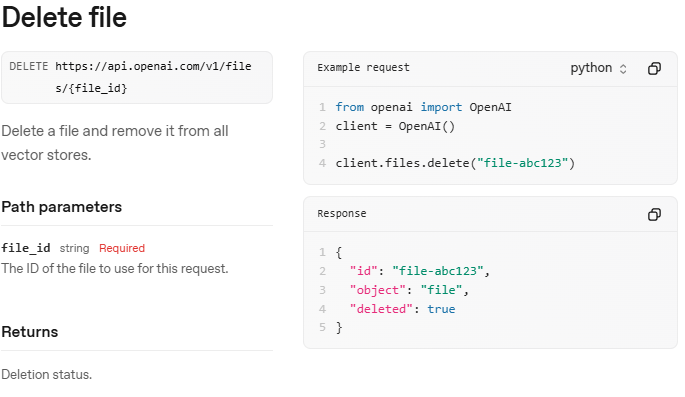 Delete file
DELETE https://api.openai.com/v1/file
s/{file_id}
Delete a file and remove it from all
vector stores.
Path parameters
file_id string Required
The ID of the file to use for this request.
Returns
Deletion status.
Example request python
1 from openai import OpenAI
2 client = OpenAI()
3
4 client.files.delete("file-abc123")
Response
1 {
2   "id": "file-abc123",
3   "object": "file",
4   "deleted": true
5 }